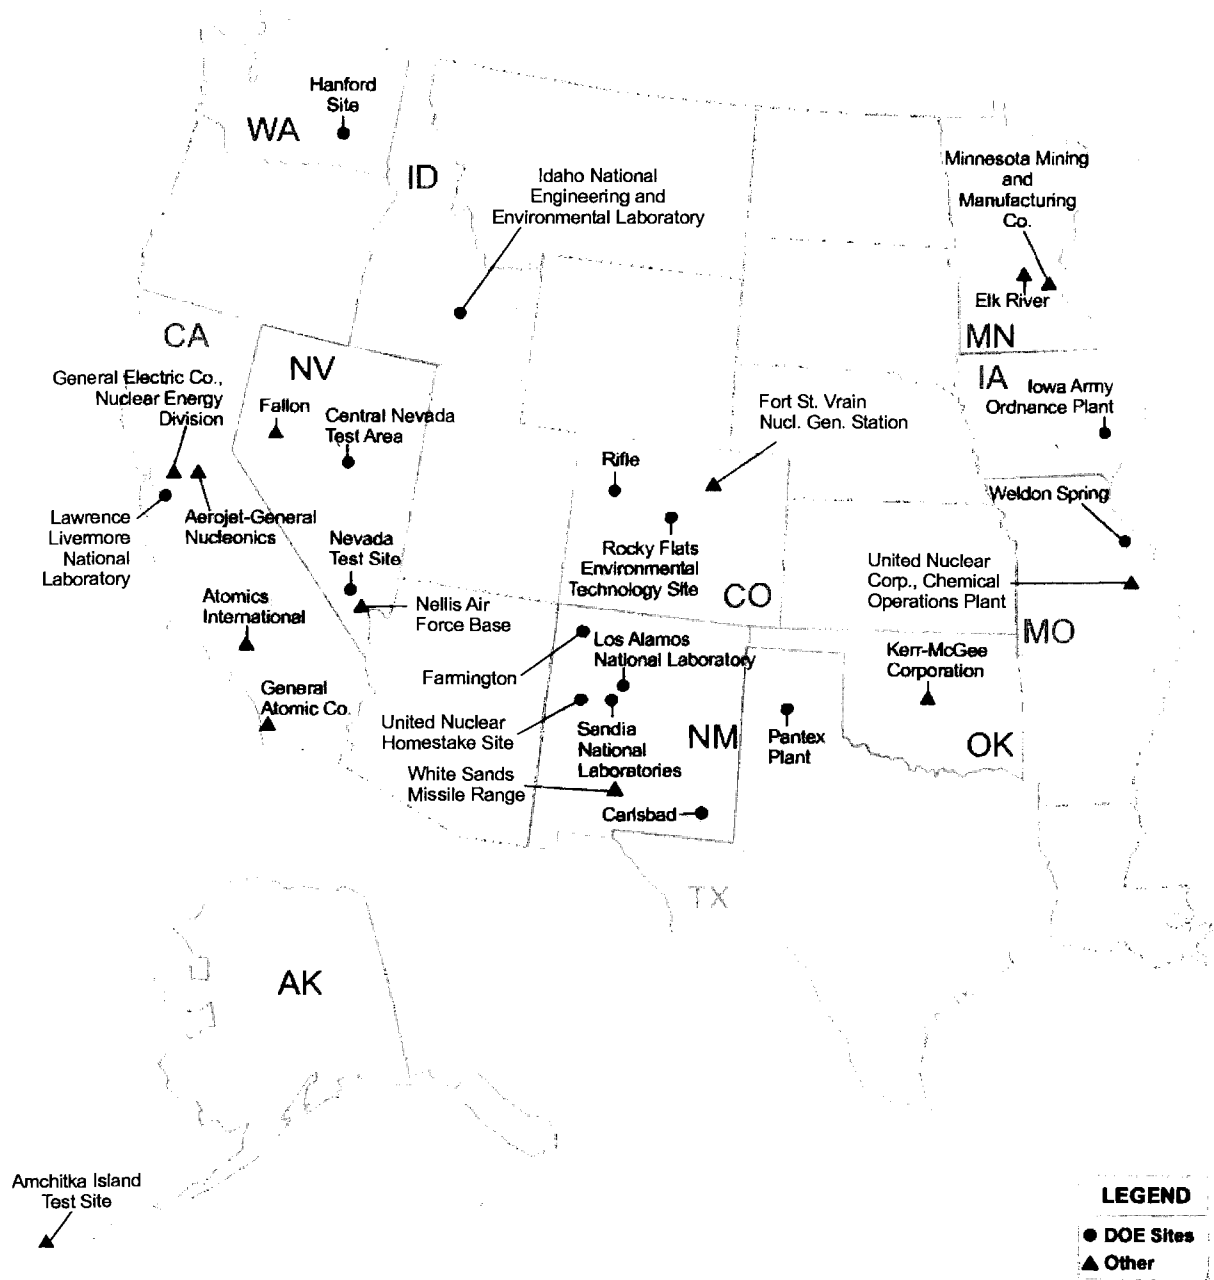 Hanford
Site
WA
ID
Idaho National
Engineering and
Environmental Laboratory
Minnesota Mining
and
Manufacturing
Co.
Elk River
MN
CA
NV
IA
Iowa Army
Ordnance Plant
General Electric Co.,
Nuclear Energy
Division
Fallon
Central Nevada
Test Area
Fort St. Vrain
Nucl. Gen. Station
Rifle
Weldon Spring
Lawrence
Livermore
National
Laboratory
Aerojet-General
Nucleonics
Nevada
Test Site
Rocky Flats
Environmental
Technology Site
CO
United Nuclear
Corp., Chemical
Operations Plant
MO
Atomics
International
Nellis Air
Force Base
Los Alamos
National Laboratory
Farmington
Kerr-McGee
Corporation
General
Atomic Co.
United Nuclear
Homestake Site
Sandia
National
Laboratories
NM
Pantex
Plant
OK
White Sands
Missile Range
Carlsbad
TX
AK
Amchitka Island
Test Site
LEGEND
DOE Sites
Other